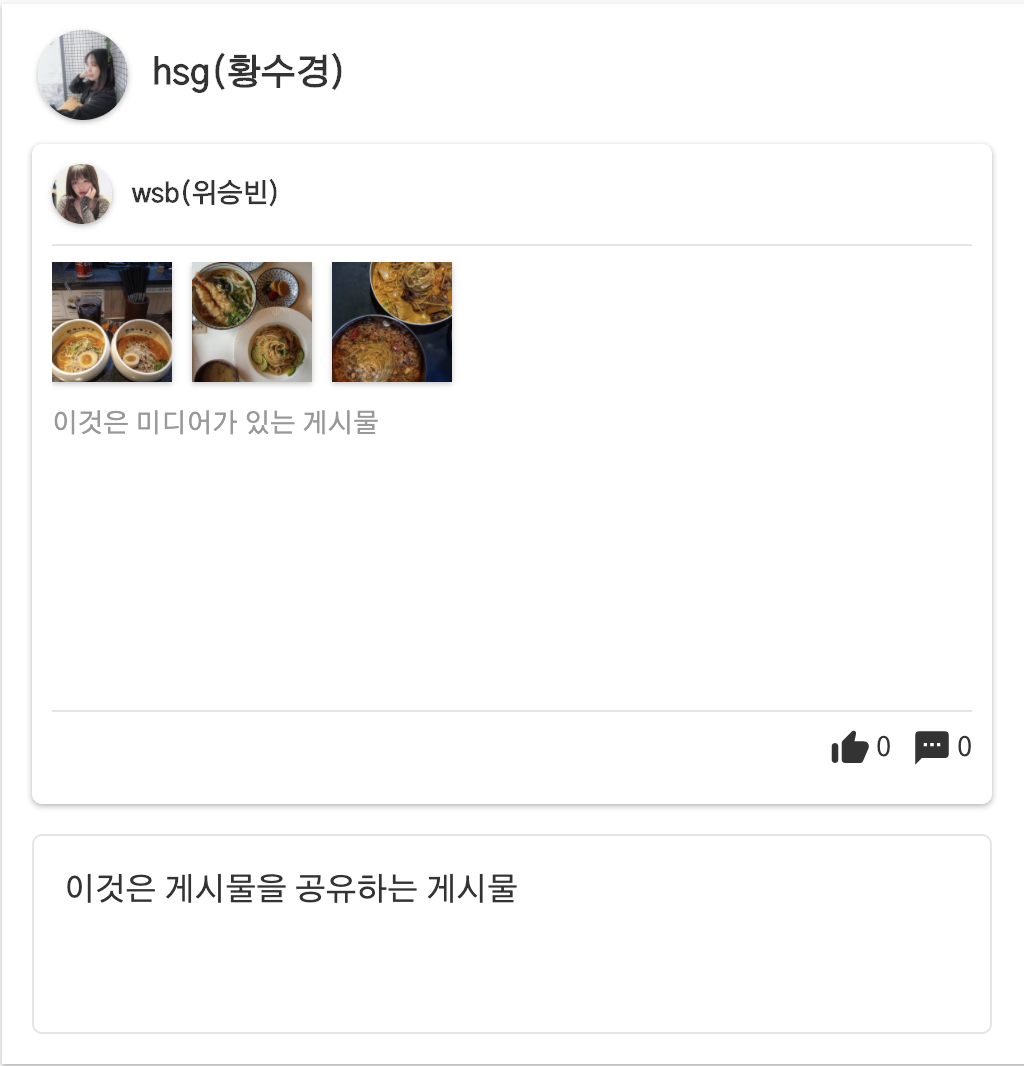 hsg(황수경)
wsb(위승빈)
이것은 미디어가 있는 게시물
0 0
이것은 게시물을 공유하는 게시물